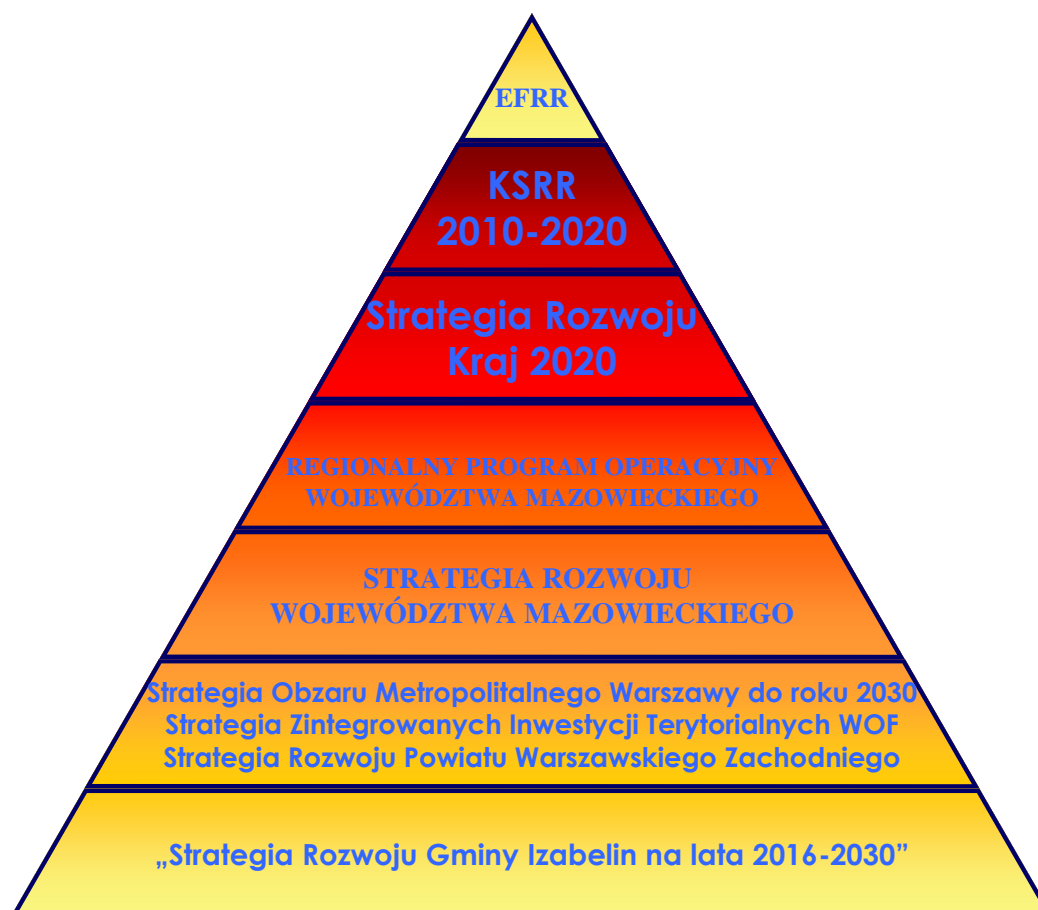 EFRR
KSRR
2010-2020
Strategia Rozwoju
Kraj 2020
REGIONALNY PROGRAM OPERACYJNY
WOJEWÓDZTWA MAZOWIECKIEGO
STRATEGIA ROZWOJU
WOJEWÓDZTWA MAZOWIECKIEGO
Strategia Obzaru Metropolitalnego Warszawy do roku 2030
Strategia Zintegrowanych Inwestycji Terytorialnych WOF
Strategia Rozwoju Powiatu Warszawskiego Zachodniego
„Strategia Rozwoju Gminy Izabelin na lata 2016-2030”